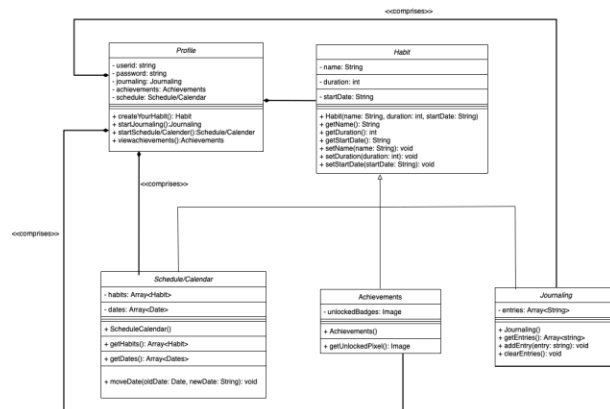 <<comprises>>
Profile
- userid: string
- password: string
- journaling: Journaling
- achievements: Achievements
- schedule: Schedule/Calendar
+ createYourHabit(): Habit
+ startJournaling():Journaling
+ startSchedule/Calender():Schedule/Calender
+ viewachievements():Achievements
Habit
- name: String
- duration: int
- startDate: String
+ Habit(name: String, duration: int, startDate: String)
+ getName(): String
+ getDuration(): int
+ getStartDate(): String
+ setName(name: String): void
+ setDuration(duration: int): void
+ setStartDate(startDate: String): void
<<comprises>>
<<comprises>>
Schedule/Calendar
- habits: Array<Habit>
- dates: Array<Date>
+ ScheduleCalendar()
+ getHabits(): Array<Habit>
+ getDates(): Array<Dates>
+ moveDate(oldDate: Date, newDate: String): void
Achievements
- unlockedBadges: Image
+ Achievements()
+ getUnlockedPixel(): Image
Journaling
- entries: Array<String>
+ Journaling()
+ getEntries(): Array<string>
+ addEntry(entry: string): void
+ clearEntries(): void